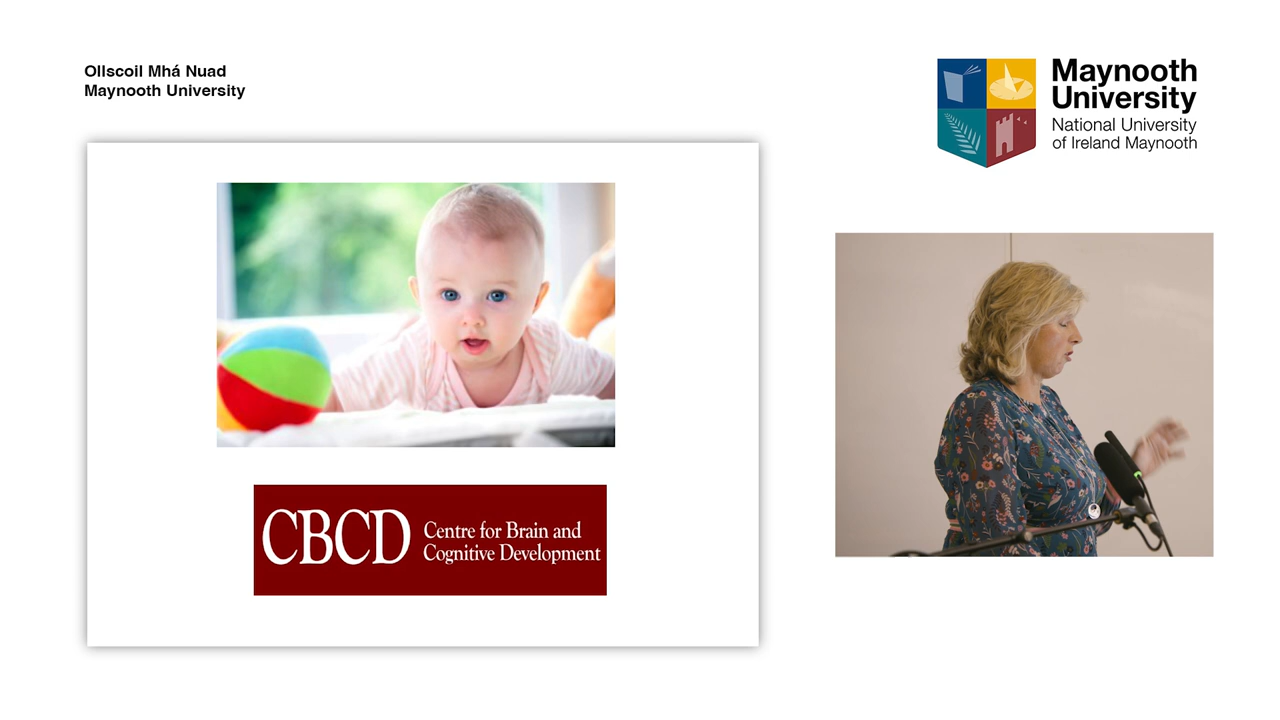 Ollscoil Mhá Nuad
Maynooth University
Maynooth
University
National University
of Ireland Maynooth
CBCD
Centre for Brain and
Cognitive Development